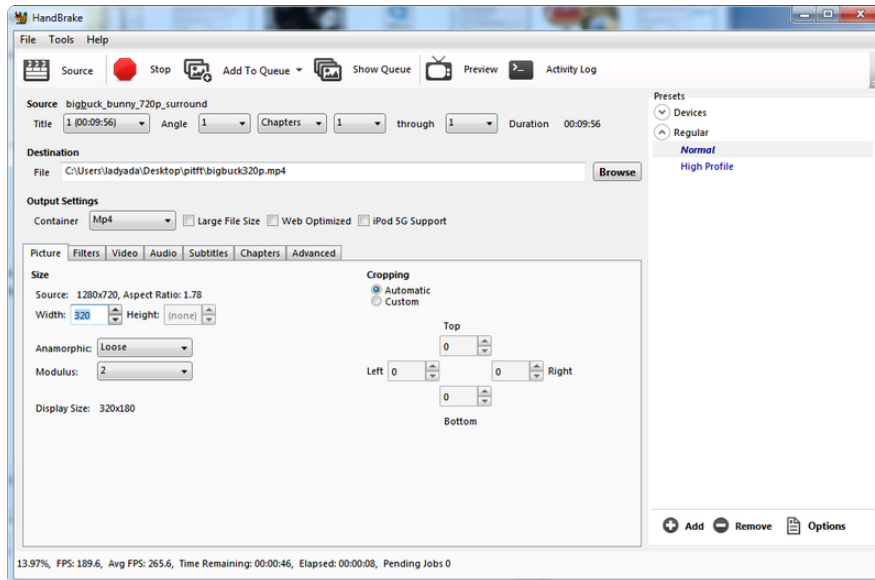 HandBrake
File Tools Help
Source Stop Add To Queue Show Queue Preview Activity Log
Source bigbuck_bunny_720p_surround
Title 1 (00:09:56) Angle 1 Chapters 1 through 1 Duration 00:09:56
Destination
File C:\Users\ladyada\Desktop\pitft\bigbuck320p.mp4 Browse
Output Settings
Container Mp4 Large File Size Web Optimized iPod 5G Support
Picture Filters Video Audio Subtitles Chapters Advanced
Size
Source: 1280x720, Aspect Ratio: 1.78
Width: 320 Height: (none)
Anamorphic: Loose
Modulus: 2
Display Size: 320x180
Cropping
Automatic
Custom
Top
0
Left 0 0 Right
0
Bottom
Presets
Devices
Regular
Normal
High Profile
Add Remove Options
13.97%, FPS: 189.6, Avg FPS: 265.6, Time Remaining: 00:00:46, Elapsed: 00:00:08, Pending Jobs 0